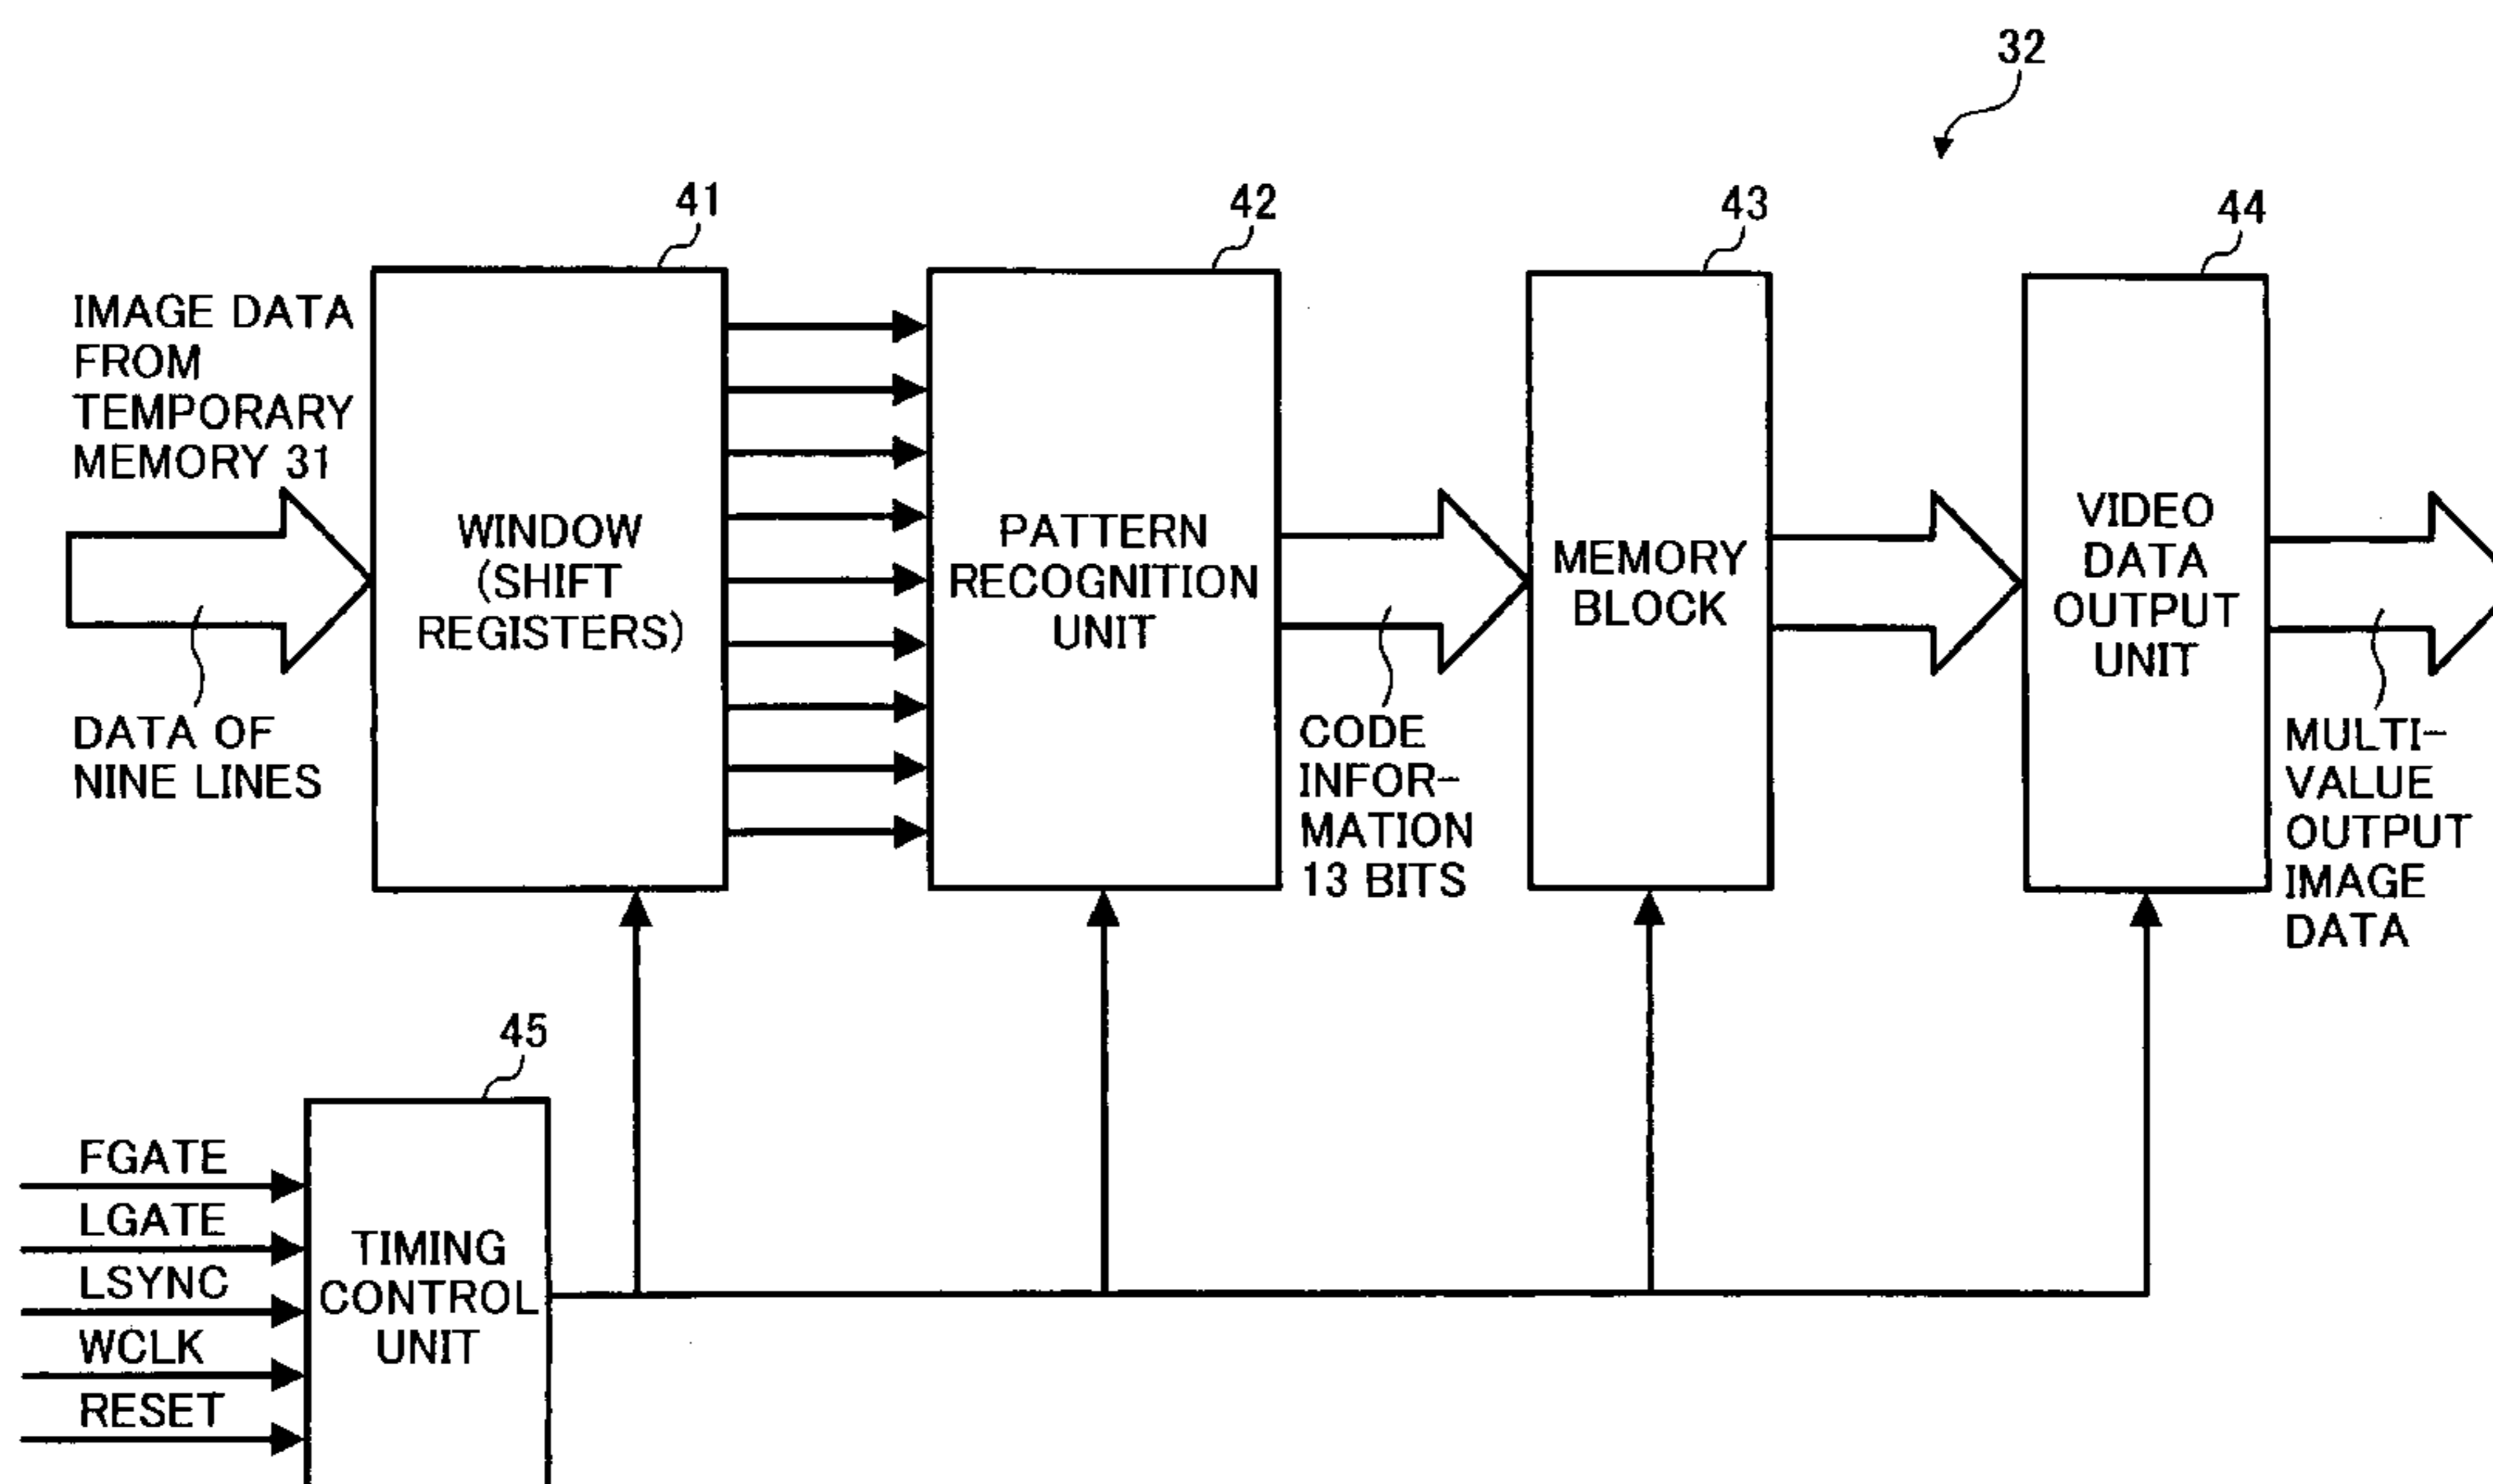 32
41
42
43
44
IMAGE DATA
FROM
TEMPORARY
MEMORY 31
DATA OF
NINE LINES
WINDOW
(SHIFT
REGISTERS)
PATTERN
RECOGNITION
UNIT
CODE
INFOR-
MATION
13 BITS
MEMORY
BLOCK
VIDEO
DATA
OUTPUT
UNIT
MULTI-
VALUE
OUTPUT
IMAGE
DATA
45
FGATE
LGATE
LSYNC
WCLK
RESET
TIMING
CONTROL
UNIT